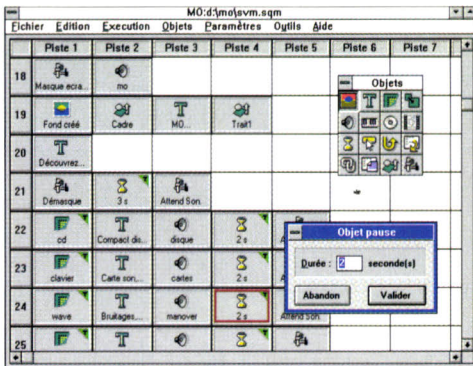 MO:d:\mo\svm.sqm
Fichier Edition Execution Objets Paramètres Outils Aide
Piste 1 Piste 2 Piste 3 Piste 4 Piste 5 Piste 6 Piste 7
18 Masque ecra... mo
Objets
19 Fond créé Cadre MO... Trait1
20 Découvrez...
21 Démasque 3 s Attend Son.
22 cd Compact dis... disque 2 s
Objet pause
Durée : 2 seconde(s)
23 clavier Carte son,... cartes 2 s
Abandon Valider
24 wave Bruitages,... manover 2 s Attend Son.
25